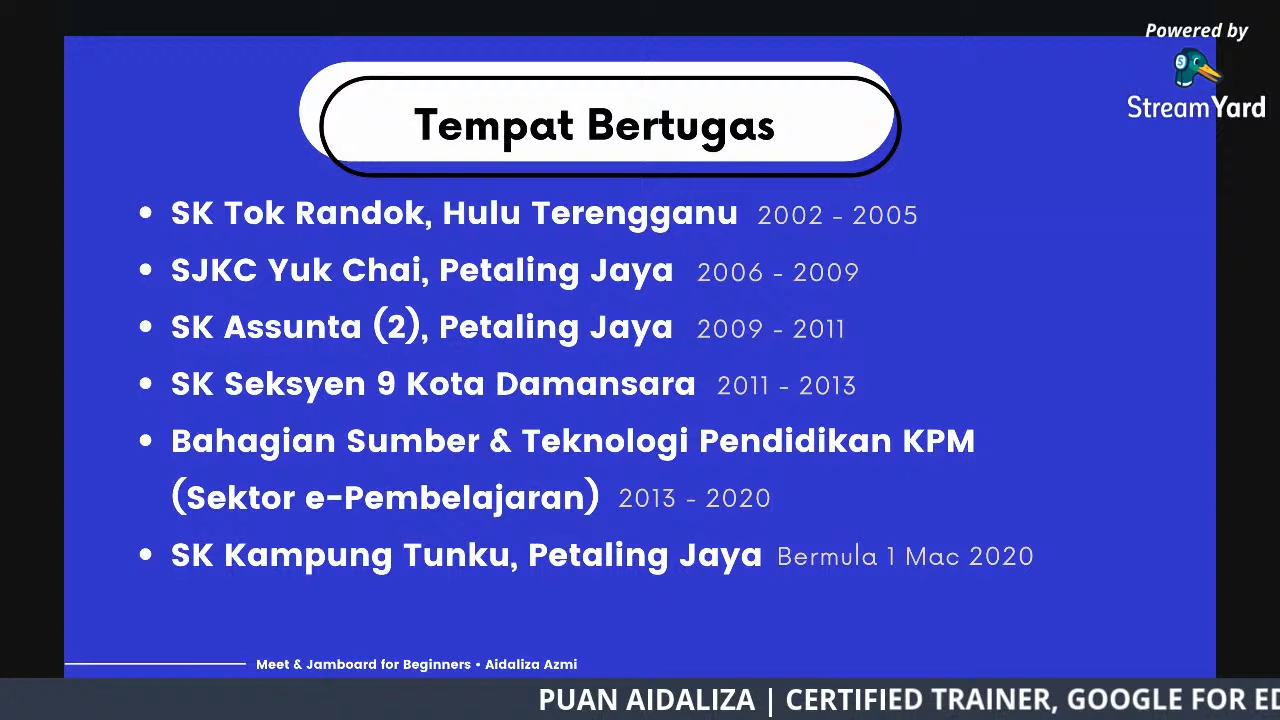 Powered by
StreamYard
Tempat Bertugas
• SK Tok Randok, Hulu Terengganu 2002 - 2005
• SJKC Yuk Chai, Petaling Jaya 2006 - 2009
• SK Assunta (2), Petaling Jaya 2009 - 2011
• SK Seksyen 9 Kota Damansara 2011 - 2013
• Bahagian Sumber & Teknologi Pendidikan KPM
(Sektor e-Pembelajaran) 2013 - 2020
• SK Kampung Tunku, Petaling Jaya Bermula 1 Mac 2020
Meet & Jamboard for Beginners • Aidaliza Azmi
PUAN AIDALIZA | CERTIFIED TRAINER, GOOGLE FOR ED